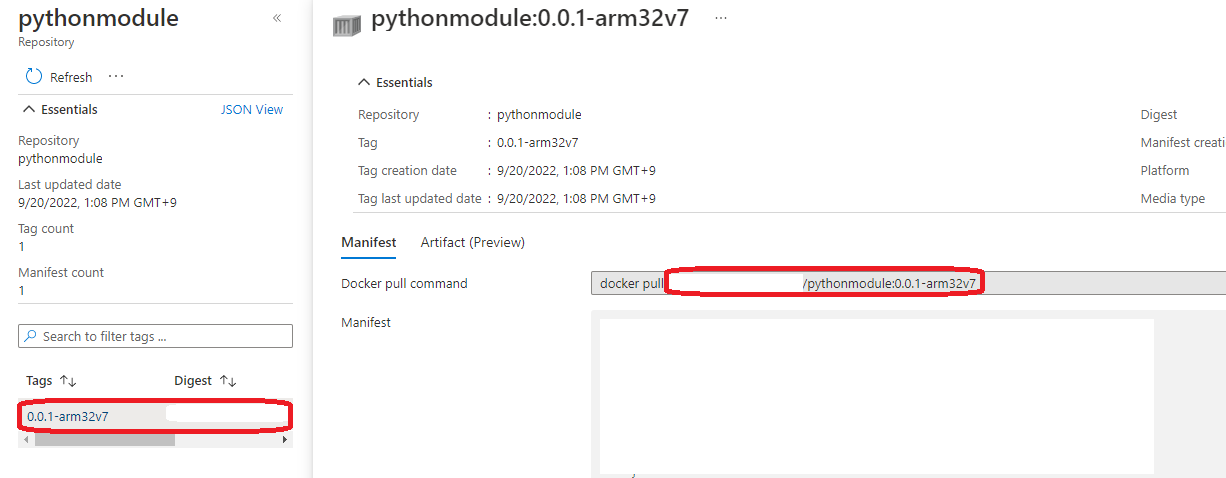 pythonmodule
«
Repository
Refresh ...
Essentials
JSON View
Repository
pythonmodule
Last updated date
9/20/2022, 1:08 PM GMT+9
Tag count
1
Manifest count
1
Search to filter tags ...
Tags ↑↓ Digest ↑↓
0.0.1-arm32v7
pythonmodule:0.0.1-arm32v7 ...
Essentials
Repository : pythonmodule Digest
Tag : 0.0.1-arm32v7 Manifest creati
Tag creation date : 9/20/2022, 1:08 PM GMT+9 Platform
Tag last updated date : 9/20/2022, 1:08 PM GMT+9 Media type
Manifest Artifact (Preview)
Docker pull command docker pull /pythonmodule:0.0.1-arm32v7
Manifest